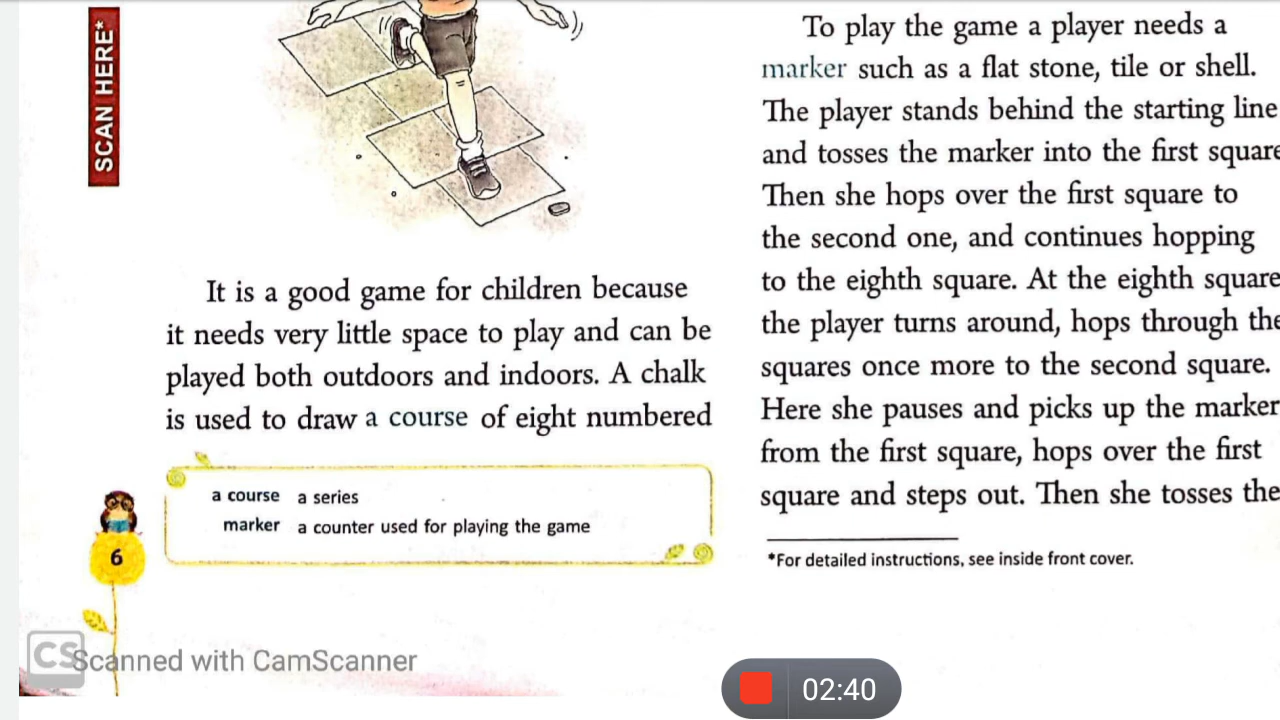 SCAN HERE*
It is a good game for children because
it needs very little space to play and can be
played both outdoors and indoors. A chalk
is used to draw a course of eight numbered
a course a series
marker a counter used for playing the game
6
To play the game a player needs a
marker such as a flat stone, tile or shell.
The player stands behind the starting line
and tosses the marker into the first square
Then she hops over the first square to
the second one, and continues hopping
to the eighth square. At the eighth square
the player turns around, hops through the
squares once more to the second square.
Here she pauses and picks up the marker
from the first square, hops over the first
square and steps out. Then she tosses the
*For detailed instructions, see inside front cover.
CS Scanned with CamScanner
02:40